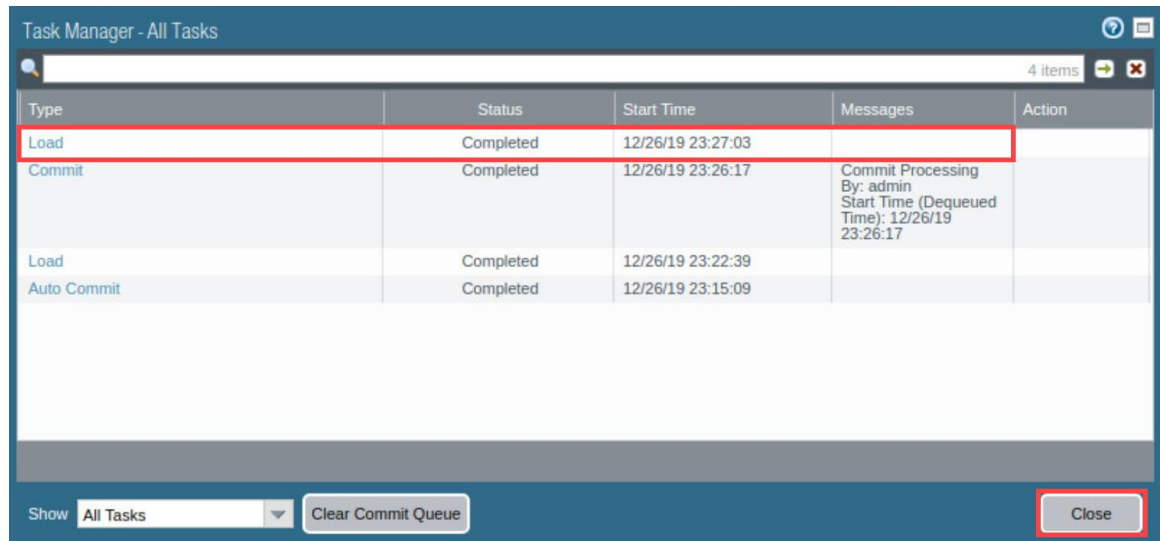 Task Manager - All Tasks
4 items
Type Status Start Time Messages Action
Load Completed 12/26/19 23:27:03
Commit Completed 12/26/19 23:26:17 Commit Processing
By: admin
Start Time (Dequeued
Time): 12/26/19
23:26:17
Load Completed 12/26/19 23:22:39
Auto Commit Completed 12/26/19 23:15:09
Show All Tasks Clear Commit Queue Close